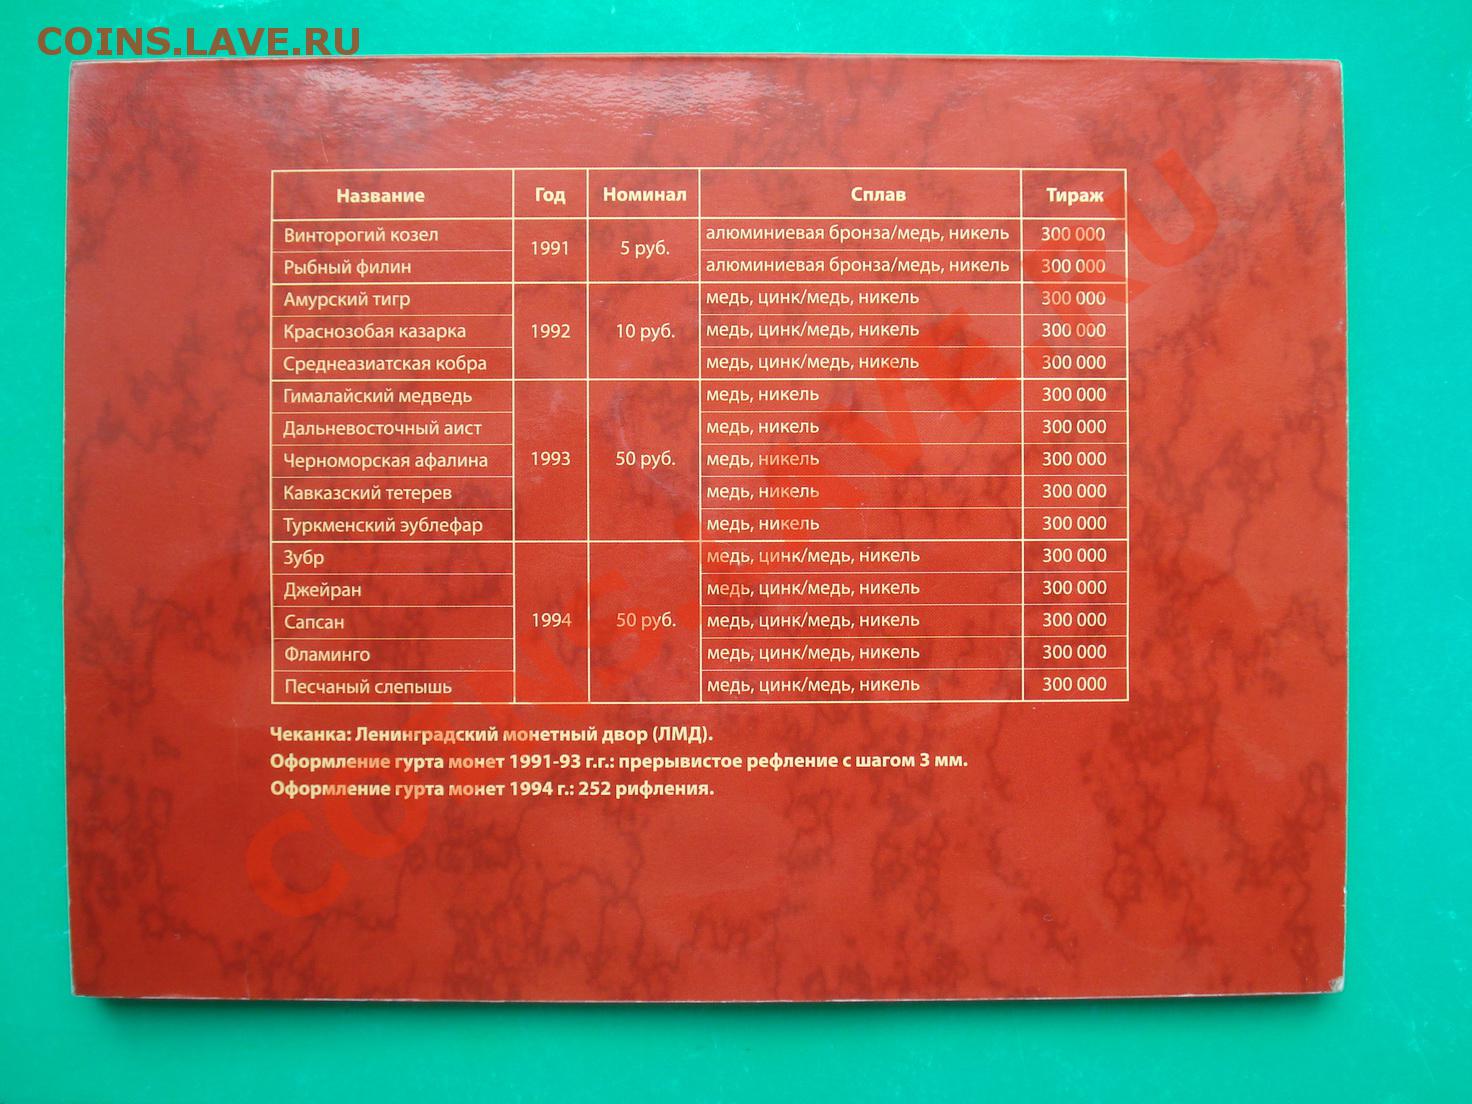 COINS.LAVE.RU
Название Год Номинал Сплав Тираж
Винторогий козел 1991 5 руб. алюминиевая бронза/медь, никель 300 000
Рыбный филин алюминиевая бронза/медь, никель 300 000
Амурский тигр медь, цинк/медь, никель 300 000
Краснозобая казарка 1992 10 руб. медь, цинк/медь, никель 300 000
Среднеазиатская кобра медь, цинк/медь, никель 300 000
Гималайский медведь медь, никель 300 000
Дальневосточный аист медь, никель 300 000
Черноморская афалина 1993 50 руб. медь, никель 300 000
Кавказский тетерев медь, никель 300 000
Туркменский эублефар медь, никель 300 000
Зубр медь, цинк/медь, никель 300 000
Джейран медь, цинк/медь, никель 300 000
Сапсан 1994 50 руб. медь, цинк/медь, никель 300 000
Фламинго медь, цинк/медь, никель 300 000
Песчаный слепышь медь, цинк/медь, никель 300 000
Чеканка: Ленинградский монетный двор (ЛМД).
Оформление гурта монет 1991-93 г.г.: прерывистое рефление с шагом 3 мм.
Оформление гурта монет 1994 г.: 252 рифления.
COINS.LAVE.RU